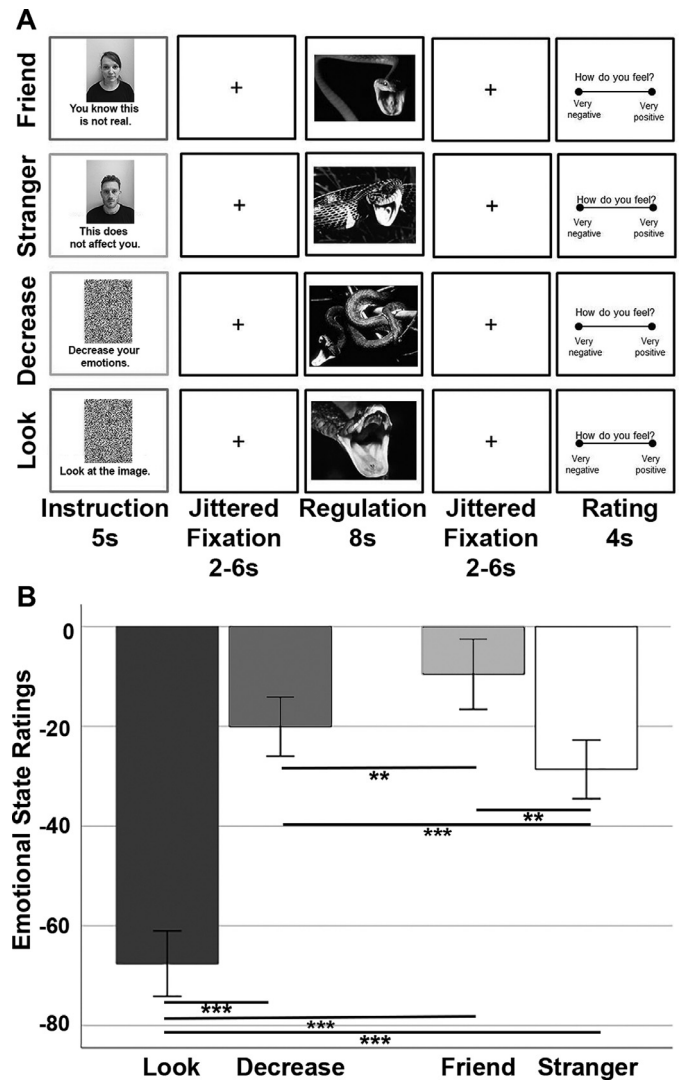 A
Friend
You know this
is not real.
+
+
How do you feel?
Very
negative
Very
positive
Stranger
This does
not affect you.
+
+
How do you feel?
Very
negative
Very
positive
Decrease
Decrease your
emotions.
+
+
How do you feel?
Very
negative
Very
positive
Look
Look at the image.
+
+
How do you feel?
Very
negative
Very
positive
Instruction
5s
Jittered
Fixation
2-6s
Regulation
8s
Jittered
Fixation
2-6s
Rating
4s
B
Emotional State Ratings
0
-20
-40
-60
-80
**
**
***
***
***
***
Look
Decrease
Friend
Stranger